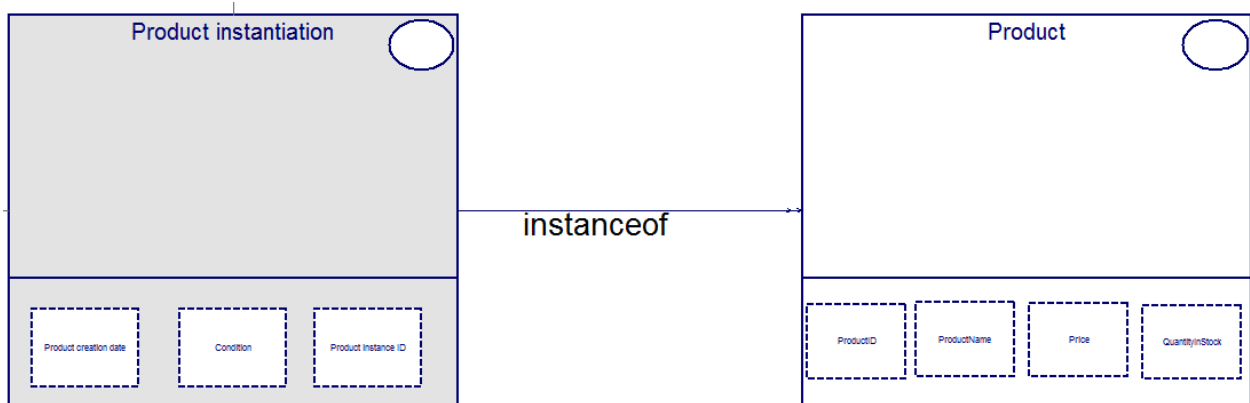 Product instantiation
Product
instanceof
Product creation date
Condition
Product Instance ID
ProductID
ProductName
Price
QuantityInStock